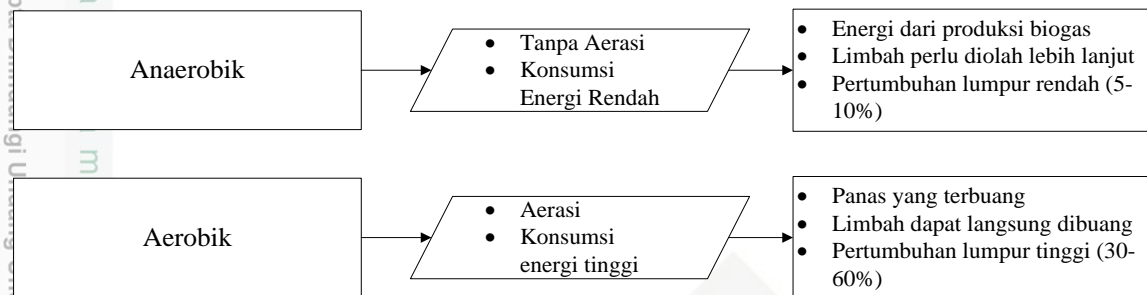 Anaerobik
• Tanpa Aerasi
• Konsumsi
Energi Rendah
• Energi dari produksi biogas
• Limbah perlu diolah lebih lanjut
• Pertumbuhan lumpur rendah (5-
10%)
Aerobik
• Aerasi
• Konsumsi
energi tinggi
• Panas yang terbuang
• Limbah dapat langsung dibuang
• Pertumbuhan lumpur tinggi (30-
60%)